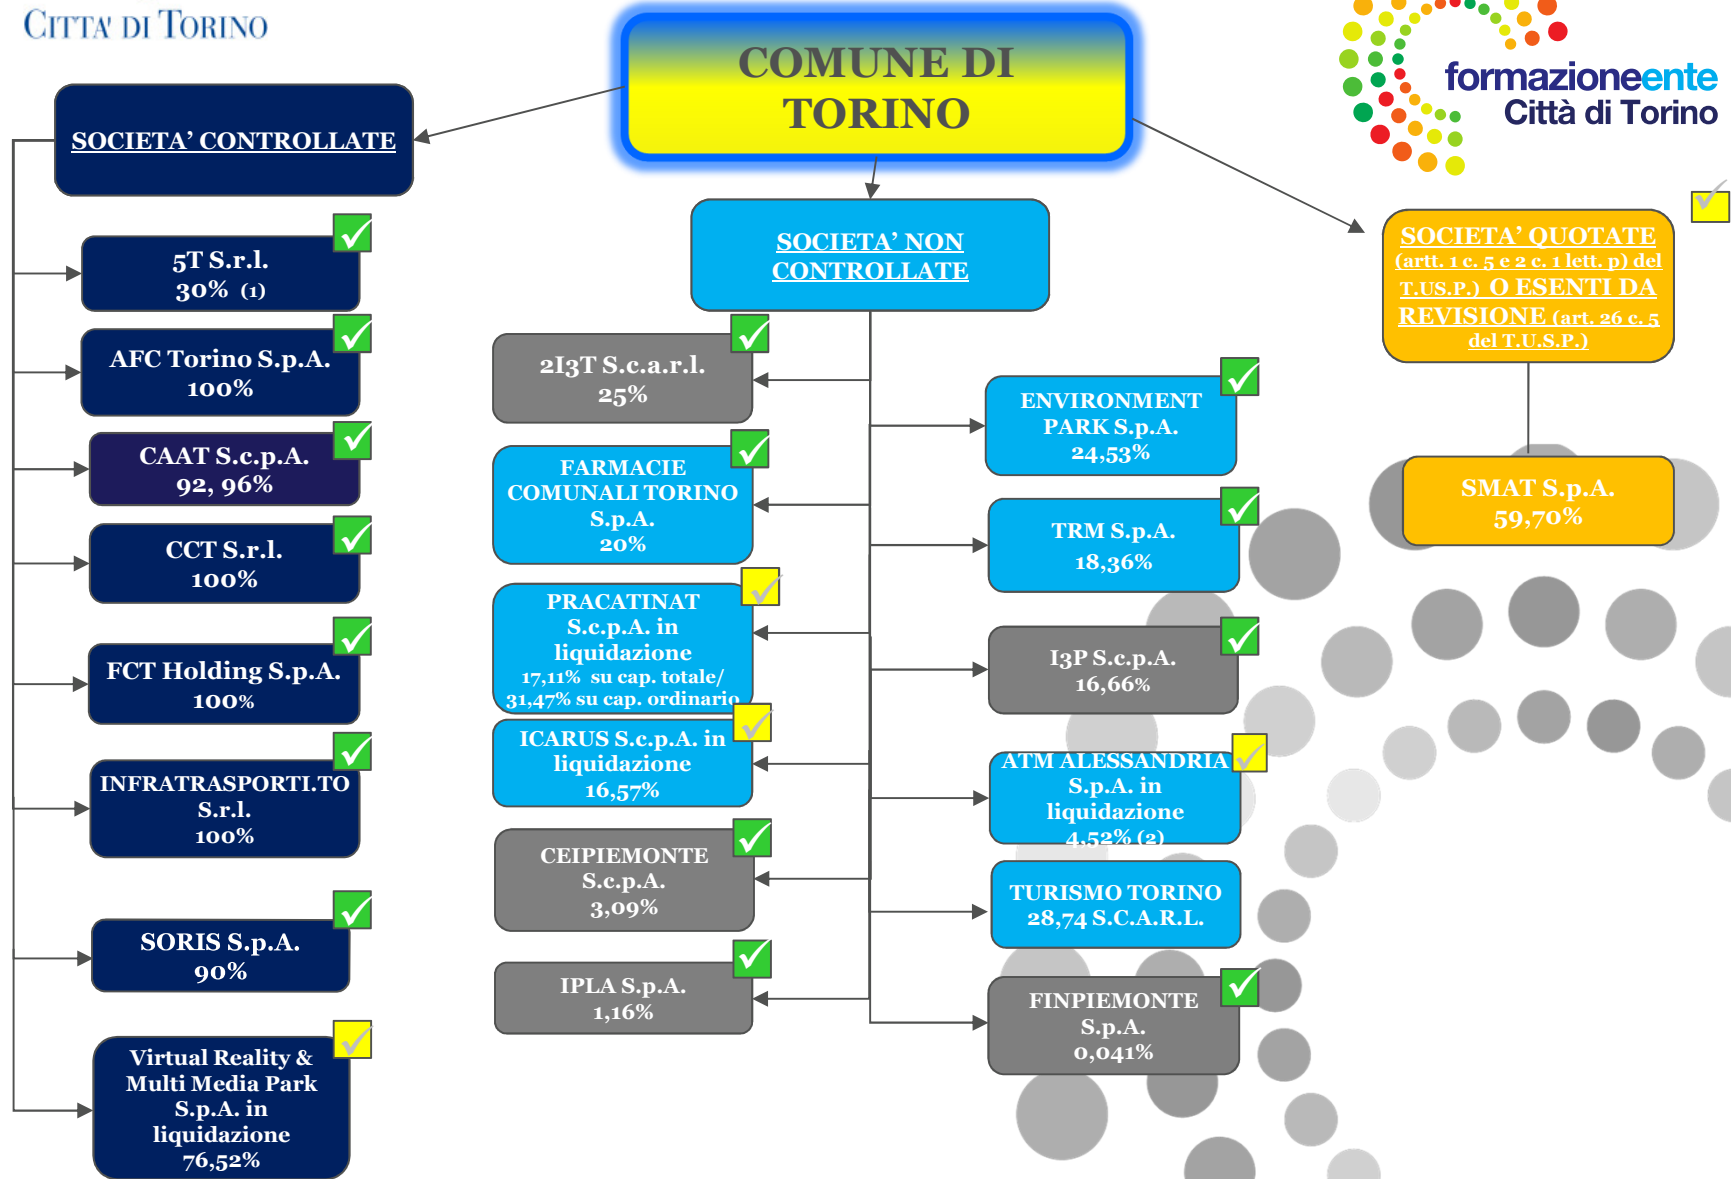 CITTA' DI TORINO
COMUNE DI
TORINO
formazioneente
Città di Torino
SOCIETA' CONTROLLATE
5T S.r.l.
30% (1)
AFC Torino S.p.A.
100%
CAAT S.c.p.A.
92, 96%
CCT S.r.l.
100%
FCT Holding S.p.A.
100%
INFRATRASPORTI.TO
S.r.l.
100%
SORIS S.p.A.
90%
Virtual Reality &
Multi Media Park
S.p.A. in
liquidazione
76,52%
SOCIETA' NON
CONTROLLATE
2I3T S.c.a.r.l.
25%
FARMACIE
COMUNALI TORINO
S.p.A.
20%
PRACATINAT
S.c.p.A. in
liquidazione
17,11% su cap. totale/
31,47% su cap. ordinario
ICARUS S.c.p.A. in
liquidazione
16,57%
CEIPIEMONTE
S.c.p.A.
3,09%
IPLA S.p.A.
1,16%
ENVIRONMENT
PARK S.p.A.
24,53%
TRM S.p.A.
18,36%
I3P S.c.p.A.
16,66%
ATM ALESSANDRIA
S.p.A. in
liquidazione
4,52% (2)
TURISMO TORINO
28,74 S.C.A.R.L.
FINPIEMONTE
S.p.A.
0,041%
SOCIETA' QUOTATE
(artt. 1 c. 5 e 2 c. 1 lett. p) del
T.US.P.) O ESENTI DA
REVISIONE (art. 26 c. 5
del T.U.S.P.)
SMAT S.p.A.
59,70%